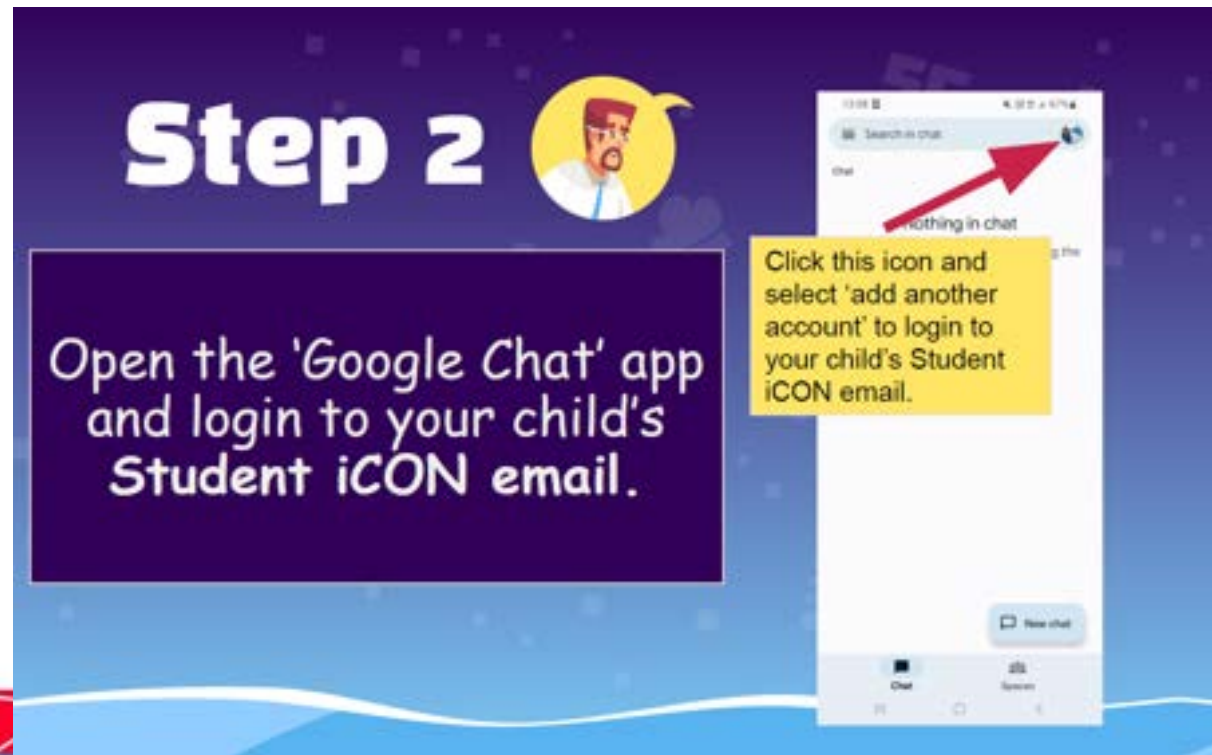 Step 2
Open the ‘Google Chat’ app
and login to your child’s
Student iCON email.
Search in chat
Chat
Nothing in chat
g the
Click this icon and
select ‘add another
account’ to login to
your child’s Student
iCON email.
New chat
Chat
Spaces